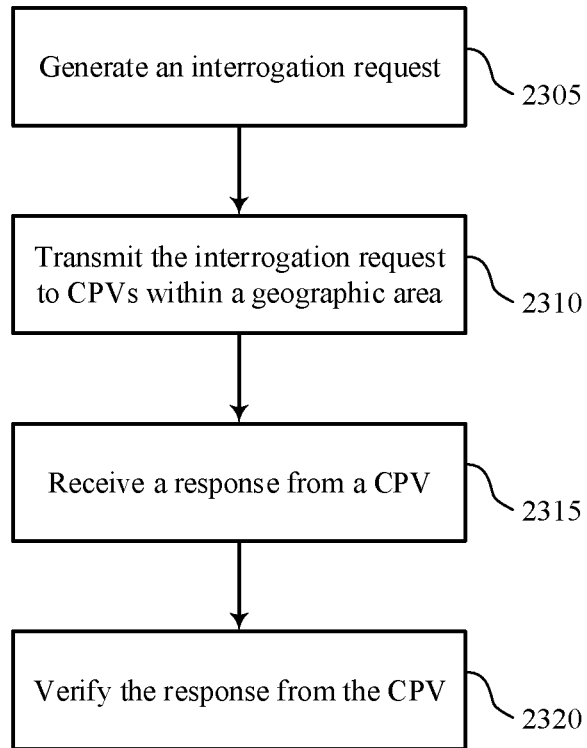 Generate an interrogation request
2305
Transmit the interrogation request
to CPVs within a geographic area
2310
Receive a response from a CPV
2315
Verify the response from the CPV
2320